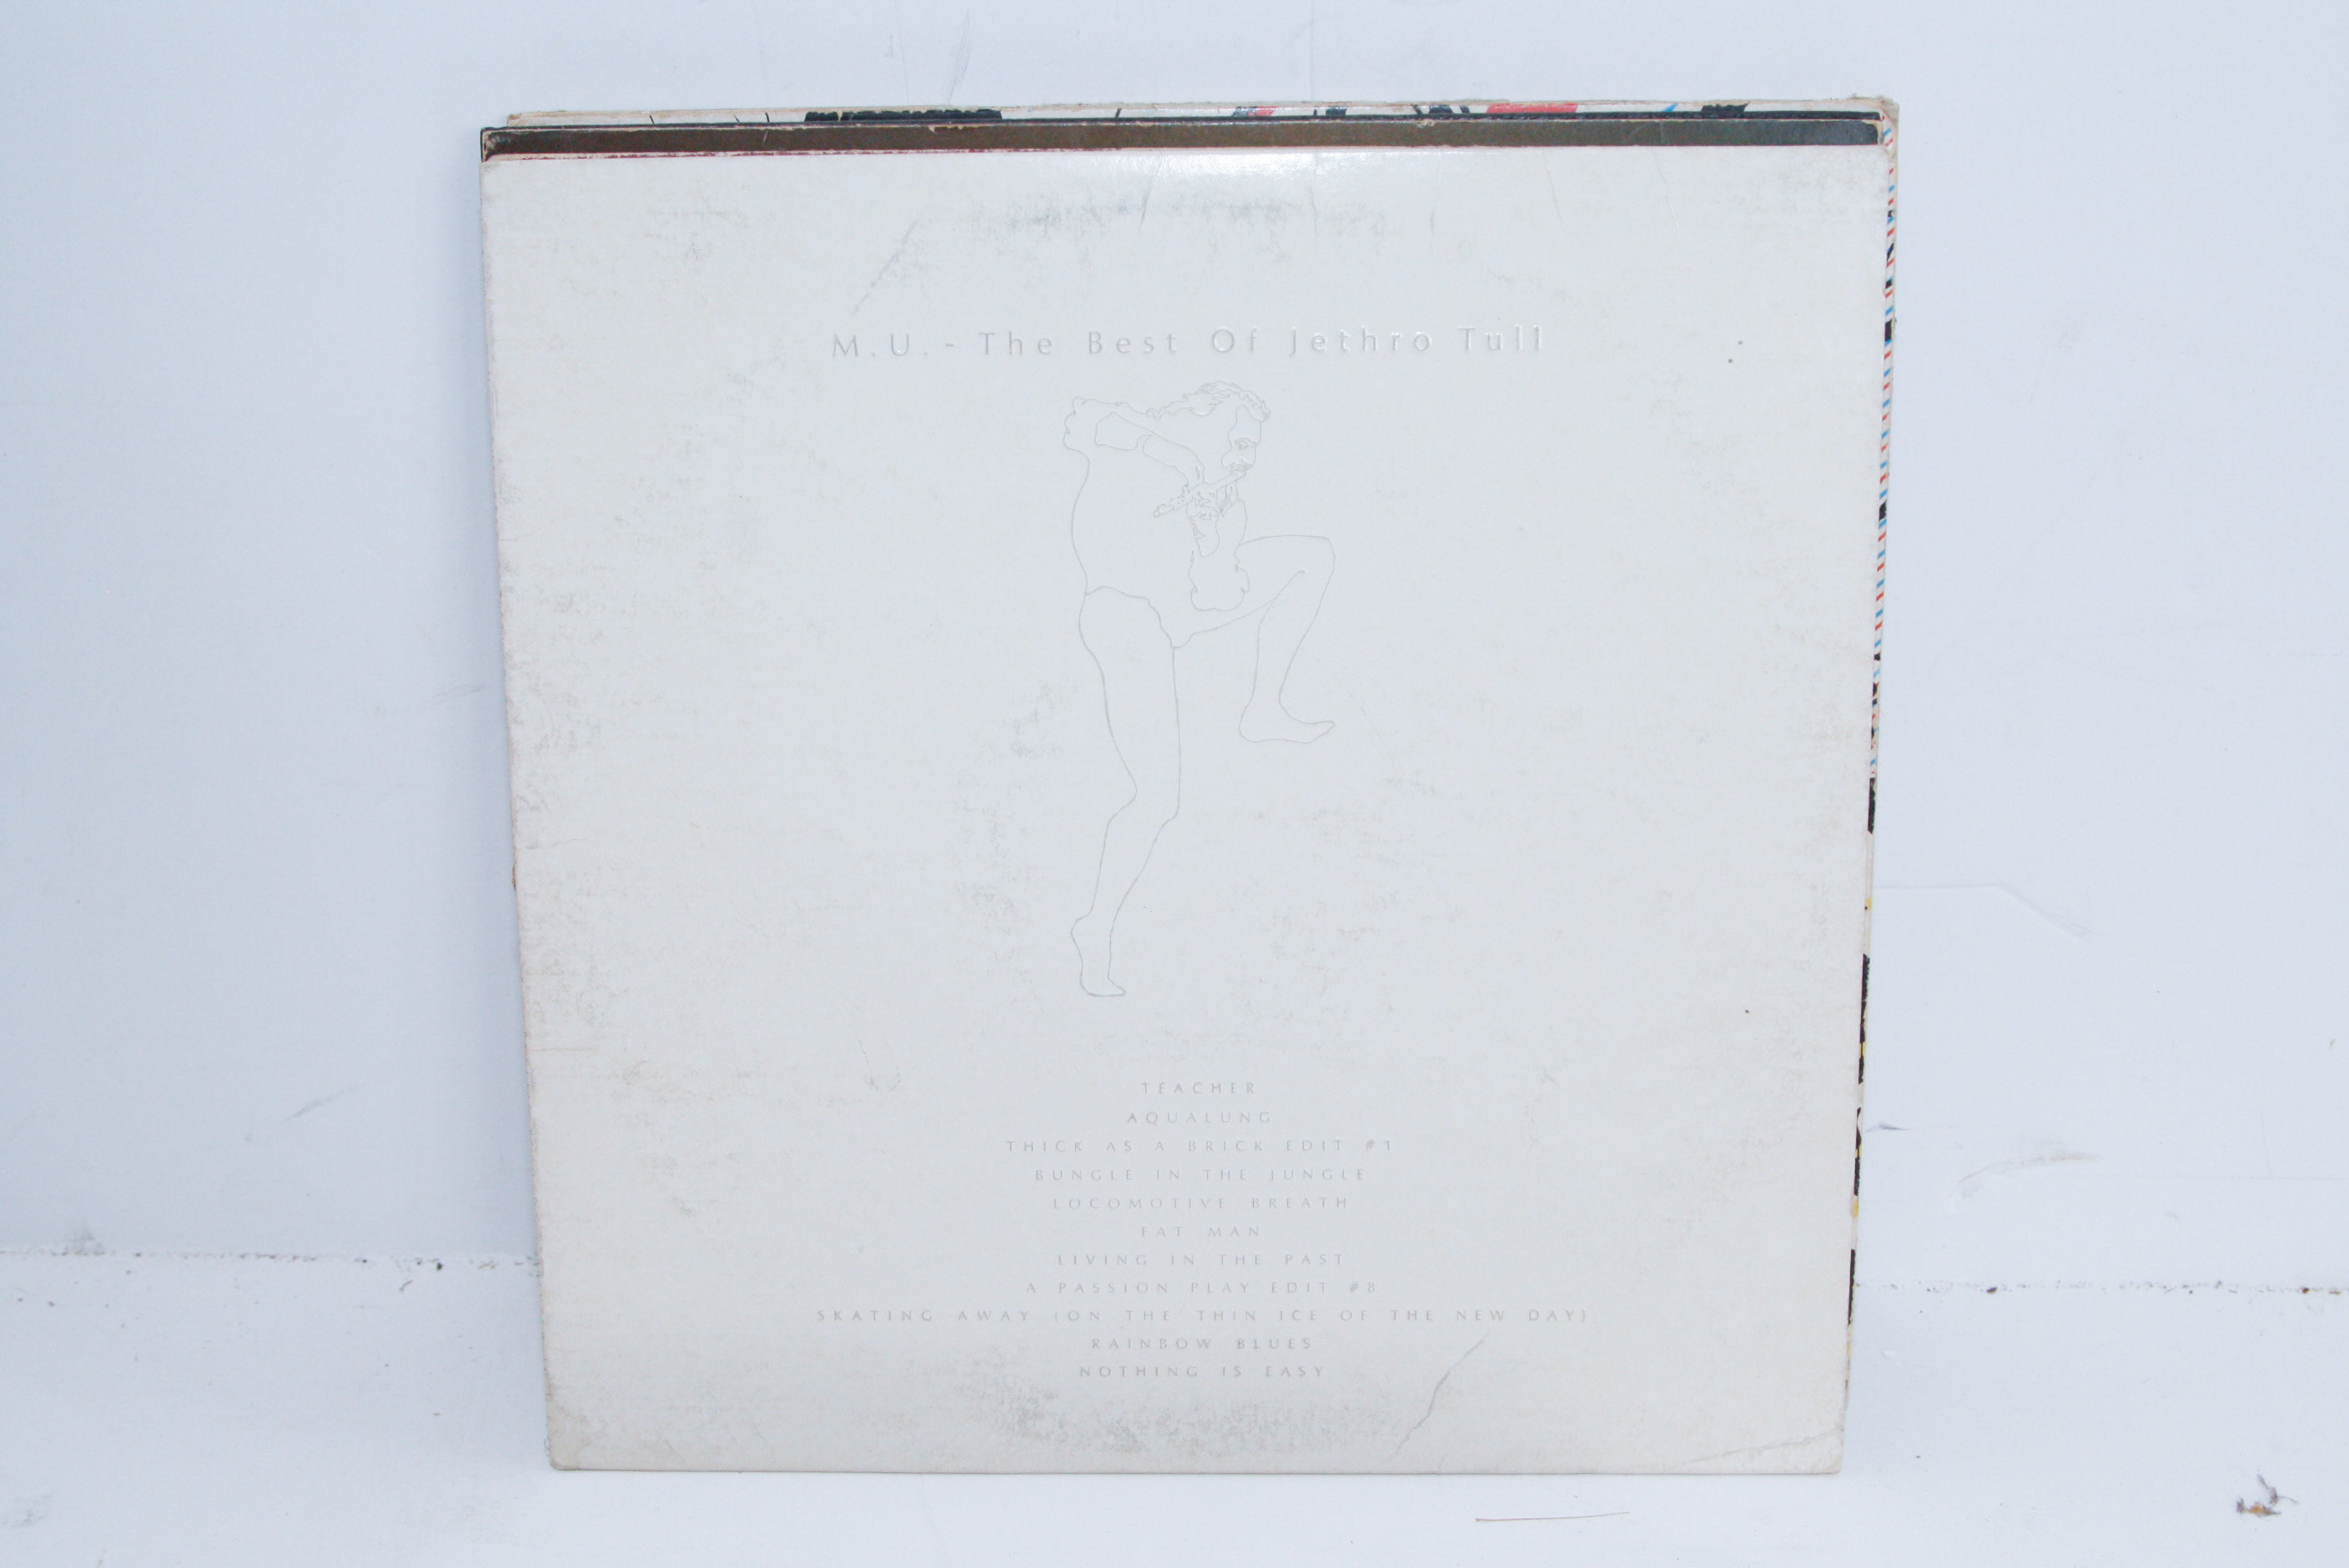 M.U. - The Best Of Jethro Tull
TEACHER
AQUALUNG
THICK AS A BRICK EDIT #1
BUNGLE IN THE JUNGLE
LOCOMOTIVE BREATH
FAT MAN
LIVING IN THE PAST
A PASSION PLAY EDIT #8
SKATING AWAY (ON THE THIN ICE OF THE NEW DAY)
RAINBOW BLUES
NOTHING IS EASY